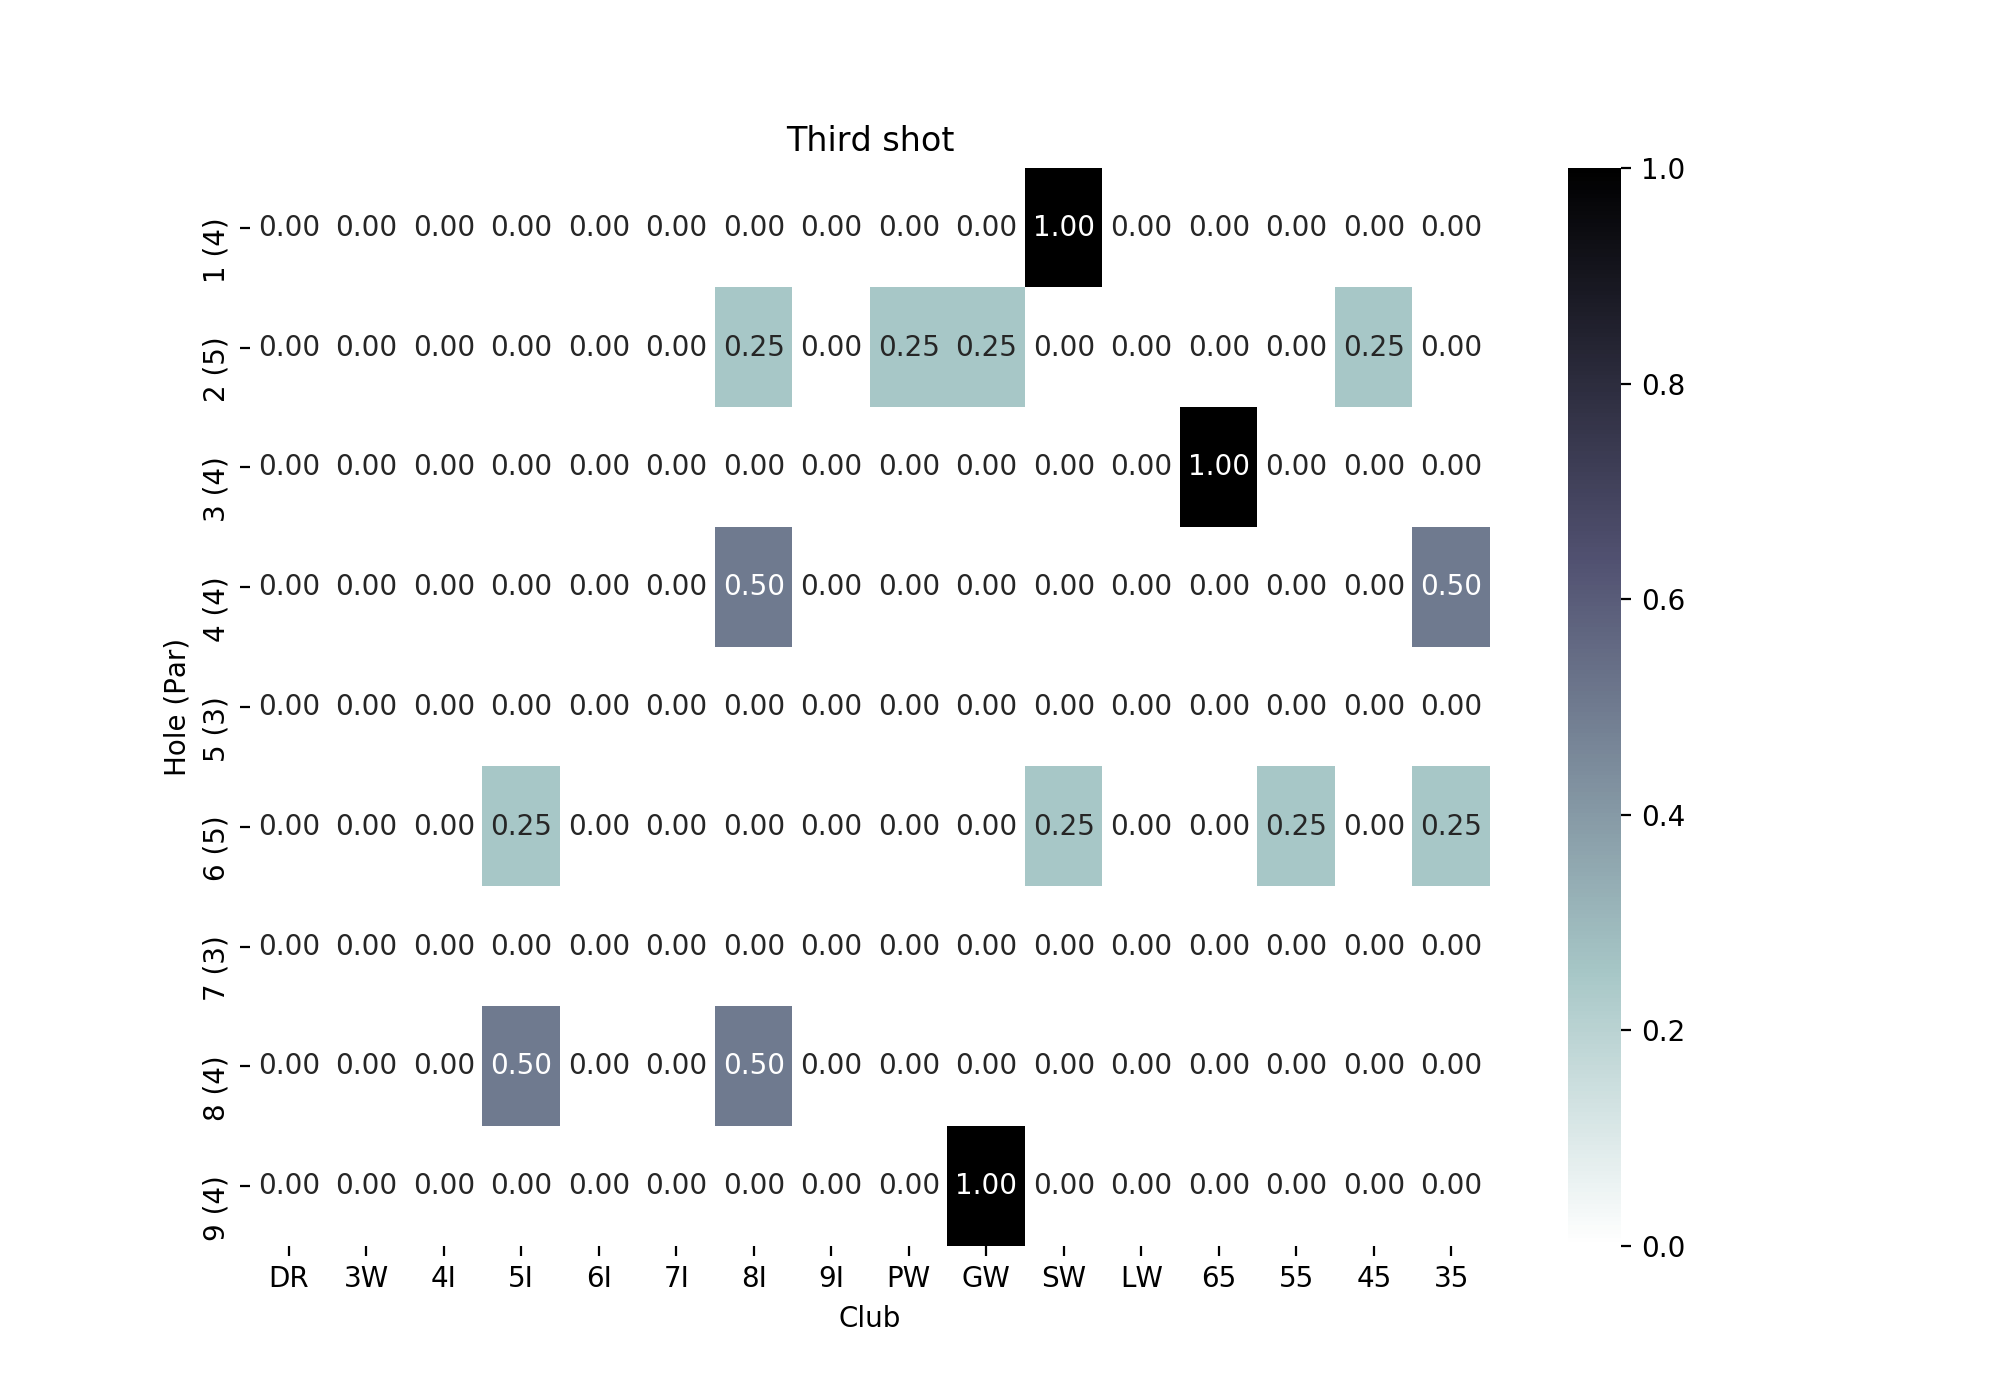 Third shot
1 (4) 0.00 0.00 0.00 0.00 0.00 0.00 0.00 0.00 0.00 0.00 1.00 0.00 0.00 0.00 0.00 0.00
2 (5) 0.00 0.00 0.00 0.00 0.00 0.00 0.25 0.00 0.25 0.25 0.00 0.00 0.00 0.00 0.25 0.00
3 (4) 0.00 0.00 0.00 0.00 0.00 0.00 0.00 0.00 0.00 0.00 0.00 0.00 1.00 0.00 0.00 0.00
4 (4) 0.00 0.00 0.00 0.00 0.00 0.00 0.50 0.00 0.00 0.00 0.00 0.00 0.00 0.00 0.00 0.50
5 (3) 0.00 0.00 0.00 0.00 0.00 0.00 0.00 0.00 0.00 0.00 0.00 0.00 0.00 0.00 0.00 0.00
6 (5) 0.00 0.00 0.00 0.25 0.00 0.00 0.00 0.00 0.00 0.00 0.25 0.00 0.00 0.25 0.00 0.25
7 (3) 0.00 0.00 0.00 0.00 0.00 0.00 0.00 0.00 0.00 0.00 0.00 0.00 0.00 0.00 0.00 0.00
8 (4) 0.00 0.00 0.00 0.50 0.00 0.00 0.50 0.00 0.00 0.00 0.00 0.00 0.00 0.00 0.00 0.00
9 (4) 0.00 0.00 0.00 0.00 0.00 0.00 0.00 0.00 0.00 1.00 0.00 0.00 0.00 0.00 0.00 0.00
DR 3W 4I 5I 6I 7I 8I 9I PW GW SW LW 65 55 45 35
Club
Hole (Par)
1.0
0.8
0.6
0.4
0.2
0.0